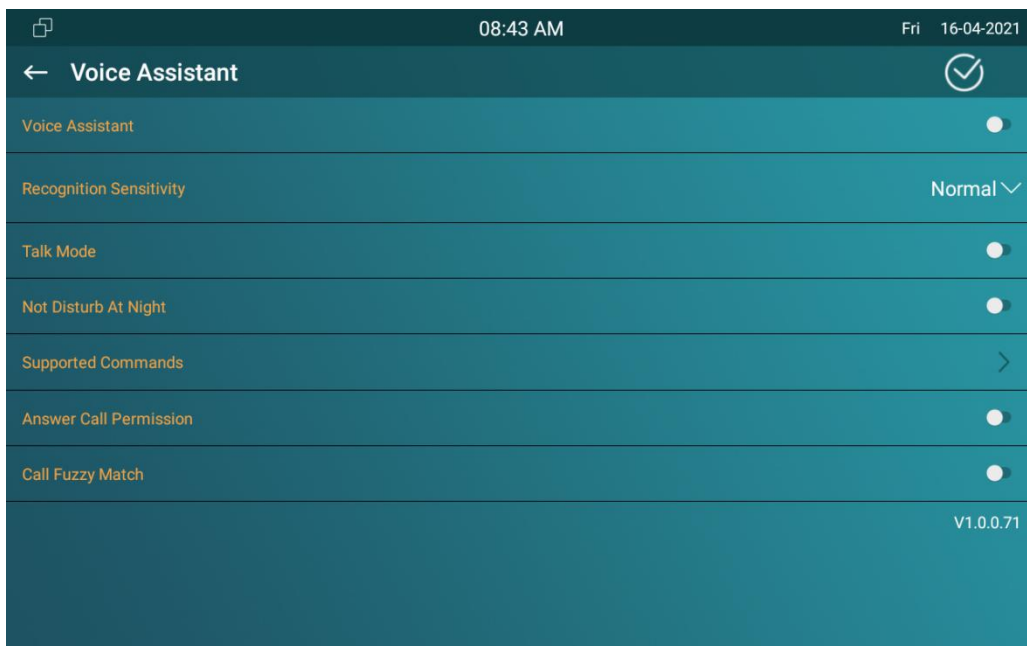 08:43 AM
Fri 16-04-2021
Voice Assistant
Voice Assistant
Recognition Sensitivity
Normal
Talk Mode
Not Disturb At Night
Supported Commands
Answer Call Permission
Call Fuzzy Match
V1.0.0.71